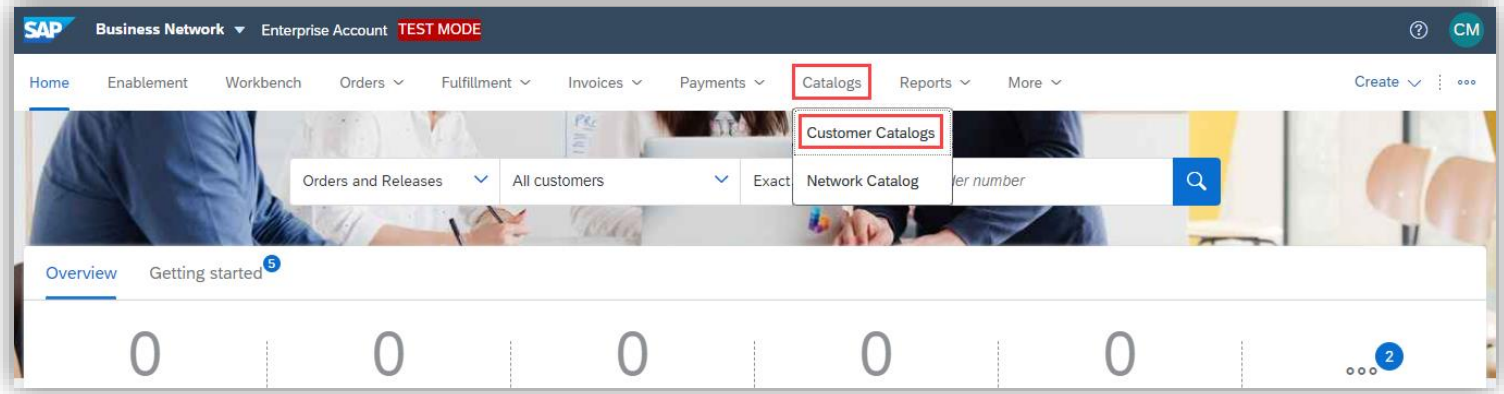 SAP Business Network Enterprise Account TEST MODE ? CM
Home Enablement Workbench Orders Fulfillment Invoices Payments Catalogs Reports More Create
Customer Catalogs
Orders and Releases All customers Exact Network Catalog number
Overview Getting started 5
0 0 0 0 0 2